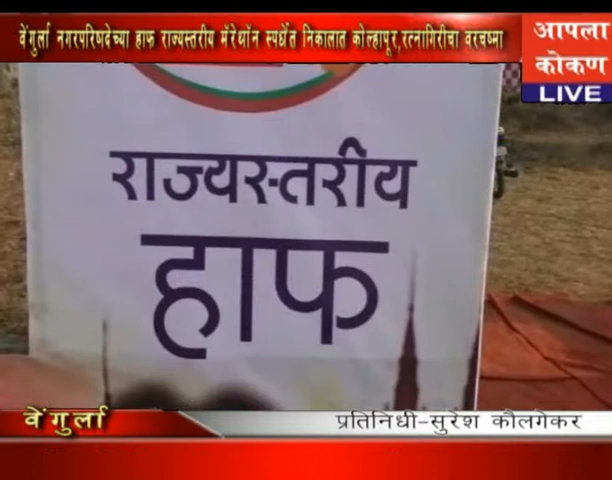 वेंगुर्ला नगरपरिषदेच्या हाफ राज्यस्तरीय मॅरेथॉन स्पर्धेत निकालात कोल्हापूर,रत्नागिरीचा वरचष्मा
आपला
कोकण
LIVE
राज्यस्तरीय
हाफ
वेंगुर्ला
प्रतिनिधी-सुरेश कौलगेकर